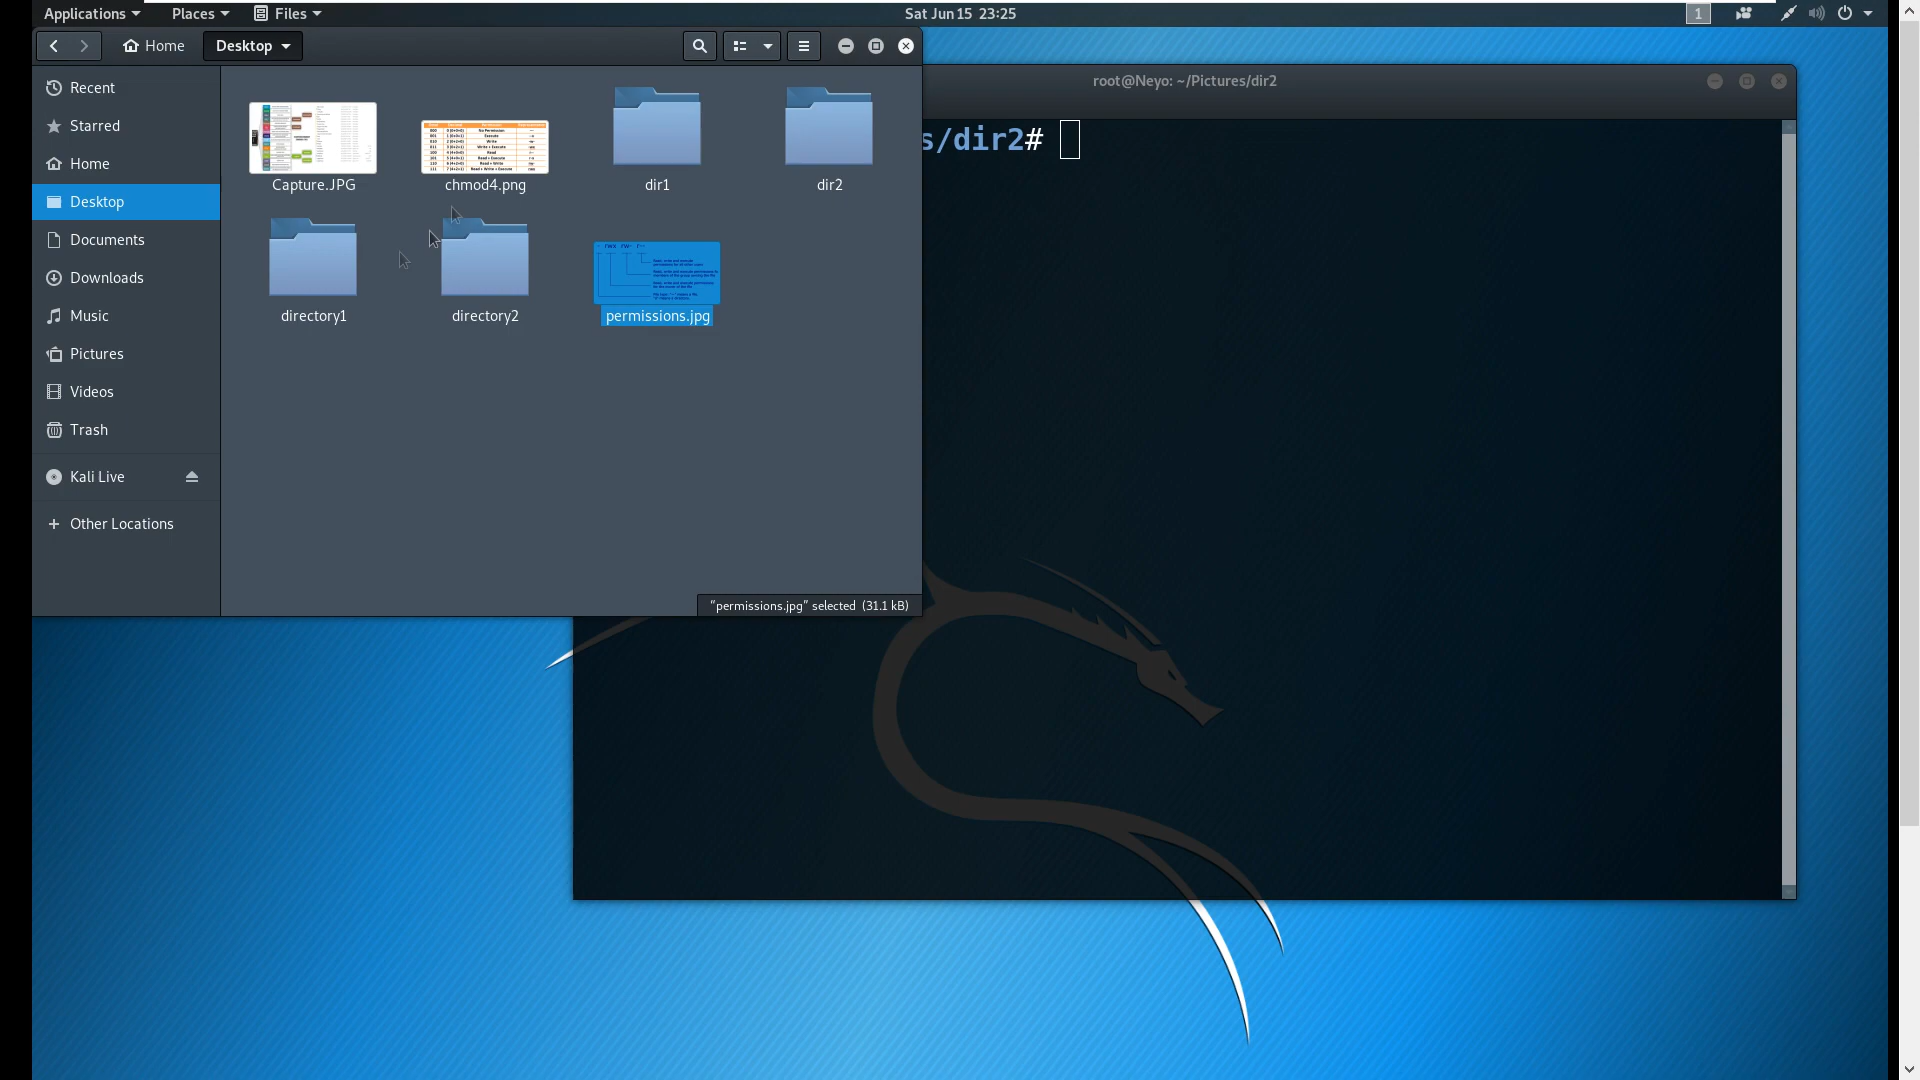 Applications Places Files Sat Jun 15 23:25 1
Home Desktop
root@Neyo: ~/Pictures/dir2
s/dir2#
Recent
Starred
Home
Desktop
Documents
Downloads
Music
Pictures
Videos
Trash
Kali Live
Other Locations
Capture.JPG chmod4.png dir1 dir2
directory1 directory2 permissions.jpg
"permissions.jpg" selected (31.1 kB)